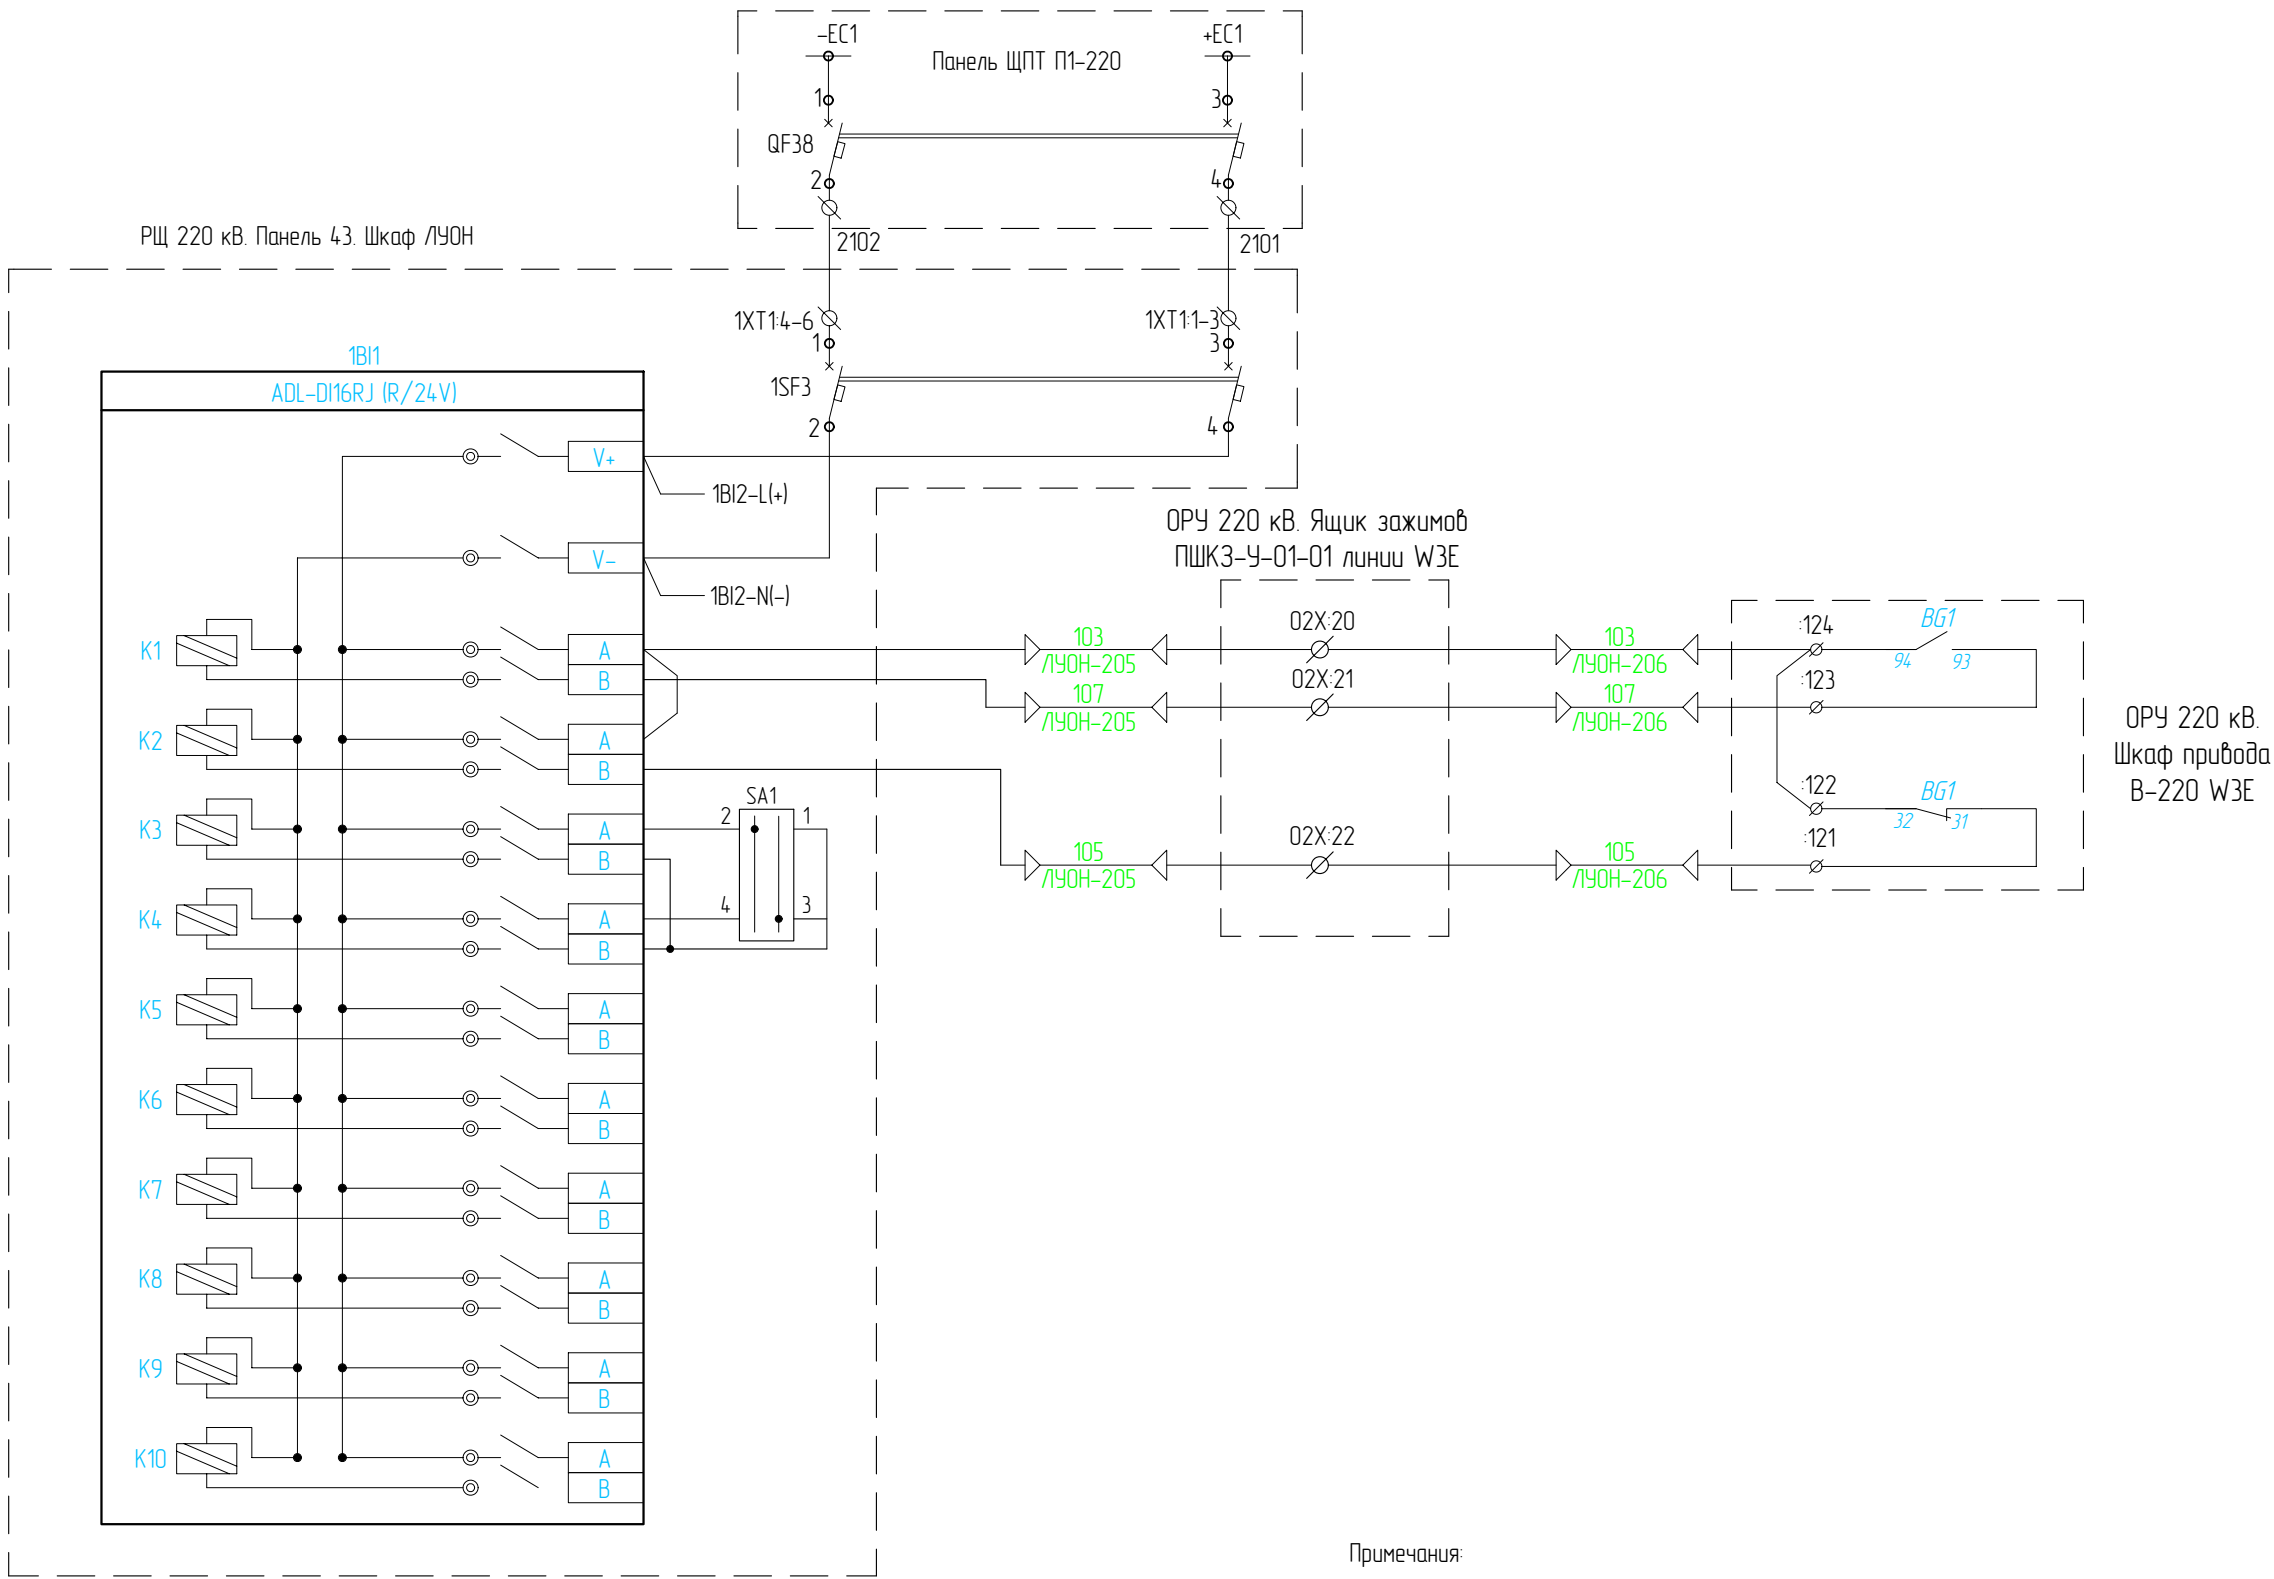 -EC1
+EC1
Панель ЩПТ П1-220
1
3
QF38
2
4
2102
2101
РЩ 220 кВ. Панель 43. Шкаф ЛУОН
1XT1:4-6
1XT1:1-3
1
3
1SF3
2
4
1BI1
ADL-DI16RJ (R/24V)
V+
1BI2-L(+)
V-
1BI2-N(-)
ОРУ 220 кВ. Ящик зажимов
ПШКЗ-У-01-01 линии W3E
K1
A
B
103
ЛУОН-205
02X:20
103
ЛУОН-206
:124
BG1
94
93
107
ЛУОН-205
02X:21
107
ЛУОН-206
:123
K2
A
B
ОРУ 220 кВ.
Шкаф привода
В-220 W3E
:122
BG1
32
31
105
ЛУОН-205
02X:22
105
ЛУОН-206
:121
K3
A
B
SA1
2
1
4
3
K4
A
B
K5
A
B
K6
A
B
K7
A
B
K8
A
B
K9
A
B
K10
A
B
Примечания: